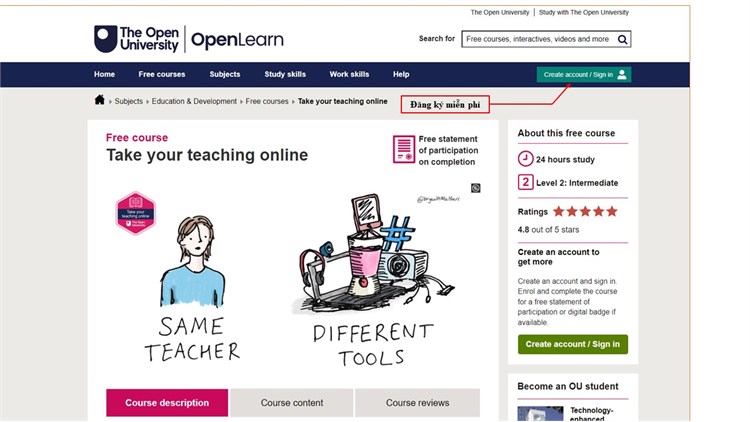 The Open University | Study with The Open University
The Open University | OpenLearn
Search for Free courses, interactives, videos and more
Home Free courses Subjects Study skills Work skills Help Create account / Sign in
Subjects Education & Development Free courses Take your teaching online
Đăng ký miễn phí
Free course
Take your teaching online
Free statement
of participation
on completion
Take your
teaching online
The Open
University
SAME
TEACHER
DIFFERENT
TOOLS
Course description Course content Course reviews
About this free course
24 hours study
2 Level 2: Intermediate
Ratings
4.8 out of 5 stars
Create an account to
get more
Create an account and sign in.
Enrol and complete the course
for a free statement of
participation or digital badge if
available.
Create account / Sign in
Become an OU student
Technology-
enhanced